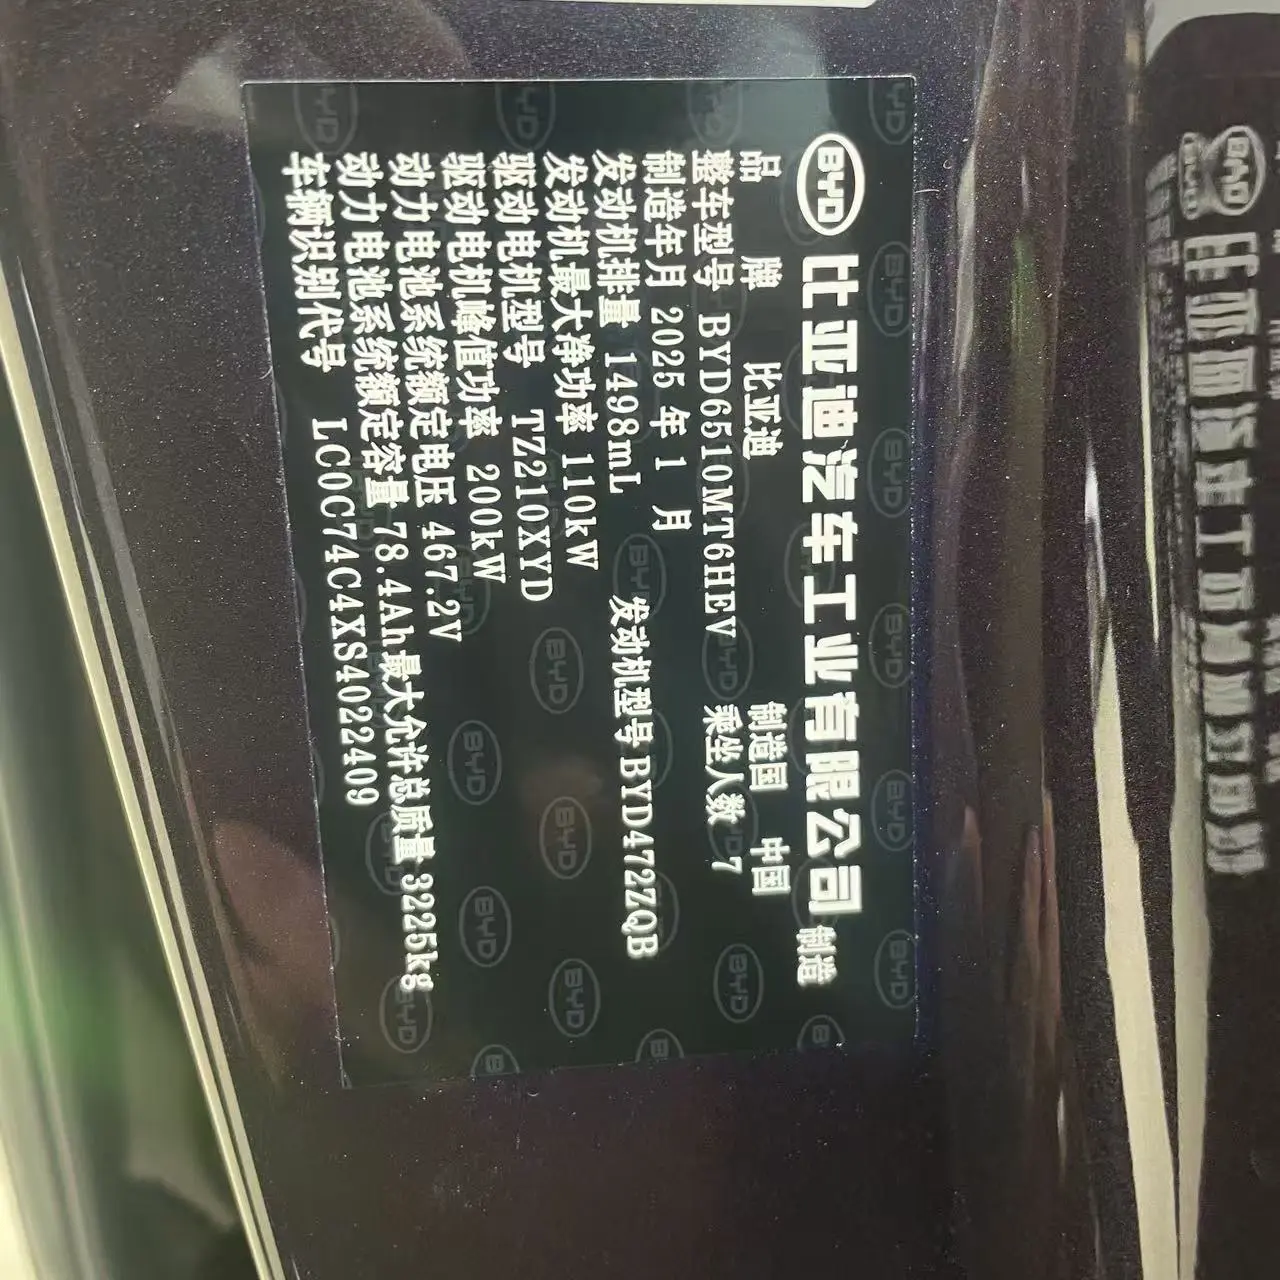 BYD 比亚迪汽车工业有限公司 制造
品 牌 比亚迪 制造国 中国
整车型号 BYD6510MT6HEV 乘坐人数 7
制造年月 2025 年 1 月
发动机排量 1498mL 发动机型号 BYD472ZQB
发动机最大净功率 110kW
驱动电机型号 TZ210XYD
驱动电机峰值功率 200kW
动力电池系统额定电压 467.2V
动力电池系统额定容量 78.4Ah 最大允许总质量 3225kg
车辆识别代号 LC0C74C4XS4022409